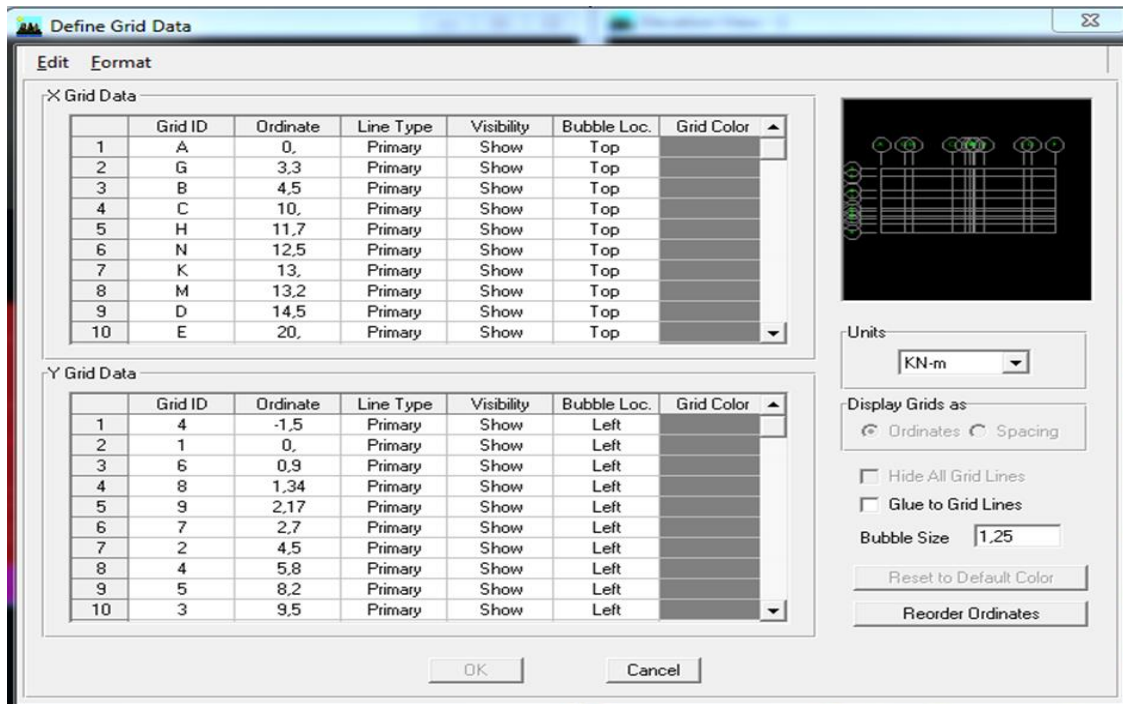 Define Grid Data
Edit Format
X Grid Data
Grid ID Ordinate Line Type Visibility Bubble Loc. Grid Color
1 A 0, Primary Show Top
2 G 3,3 Primary Show Top
3 B 4,5 Primary Show Top
4 C 10, Primary Show Top
5 H 11,7 Primary Show Top
6 N 12,5 Primary Show Top
7 K 13, Primary Show Top
8 M 13,2 Primary Show Top
9 D 14,5 Primary Show Top
10 E 20, Primary Show Top
Y Grid Data
Grid ID Ordinate Line Type Visibility Bubble Loc. Grid Color
1 4 -1,5 Primary Show Left
2 1 0, Primary Show Left
3 6 0,9 Primary Show Left
4 8 1,34 Primary Show Left
5 9 2,17 Primary Show Left
6 7 2,7 Primary Show Left
7 2 4,5 Primary Show Left
8 4 5,8 Primary Show Left
9 5 8,2 Primary Show Left
10 3 9,5 Primary Show Left
Units
KN-m
Display Grids as
Ordinates Spacing
Hide All Grid Lines
Glue to Grid Lines
Bubble Size 1,25
Reset to Default Color
Reorder Ordinates
OK Cancel